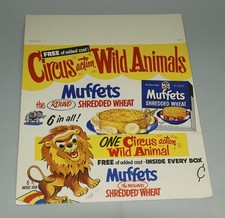 FREE of added cost
Circus action Wild Animals
Muffets
the ROUND SHREDDED WHEAT
Muffets
SHREDDED WHEAT
6 in all!
ONE Circus action
Wild Animal
FREE of added cost - INSIDE EVERY BOX
Muffets
the ROUND
SHREDDED WHEAT